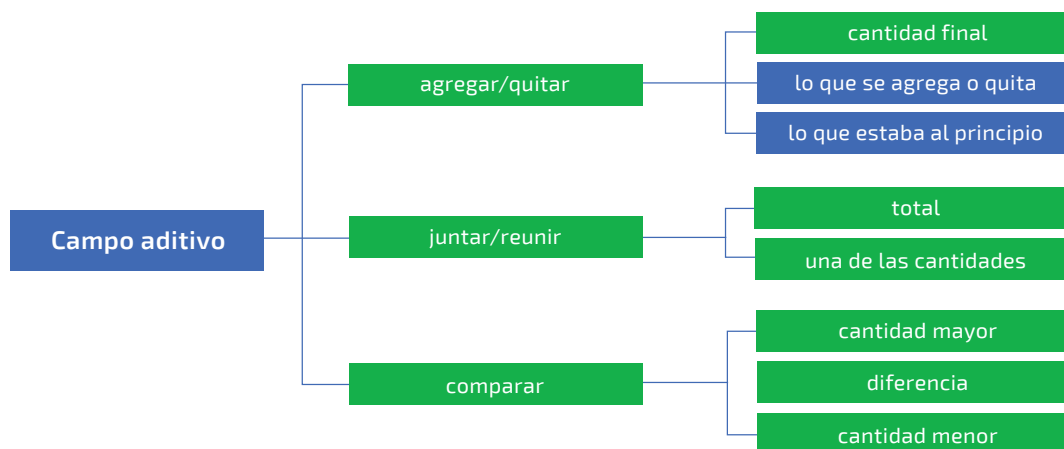 Campo aditivo
agregar/quitar
cantidad final
lo que se agrega o quita
lo que estaba al principio
juntar/reunir
total
una de las cantidades
comparar
cantidad mayor
diferencia
cantidad menor